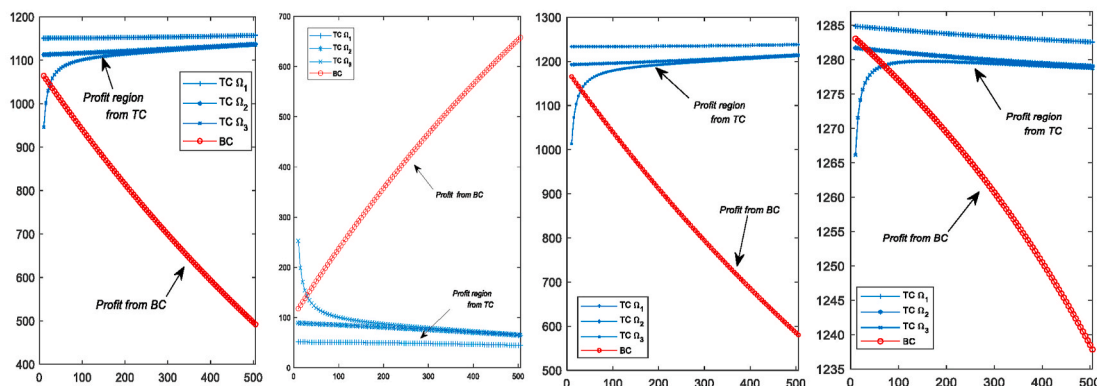 1200
1100
1000
900
800
700
600
500
400
0 100 200 300 400 500
Profit region
from TC
TC Ω1
TC Ω2
TC Ω3
BC
Profit from BC
700
600
500
400
300
200
100
0
0 100 200 300 400 500
TC Ω1
TC Ω2
TC Ω3
BC
Profit from BC
Profit region
from TC
1300
1200
1100
1000
900
800
700
600
500
0 100 200 300 400 500
Profit region
from TC
Profit from BC
TC Ω1
TC Ω2
TC Ω3
BC
1285
1280
1275
1270
1265
1260
1255
1250
1245
1240
1235
0 100 200 300 400 500
Profit region
from TC
Profit from BC
TC Ω1
TC Ω2
TC Ω3
BC